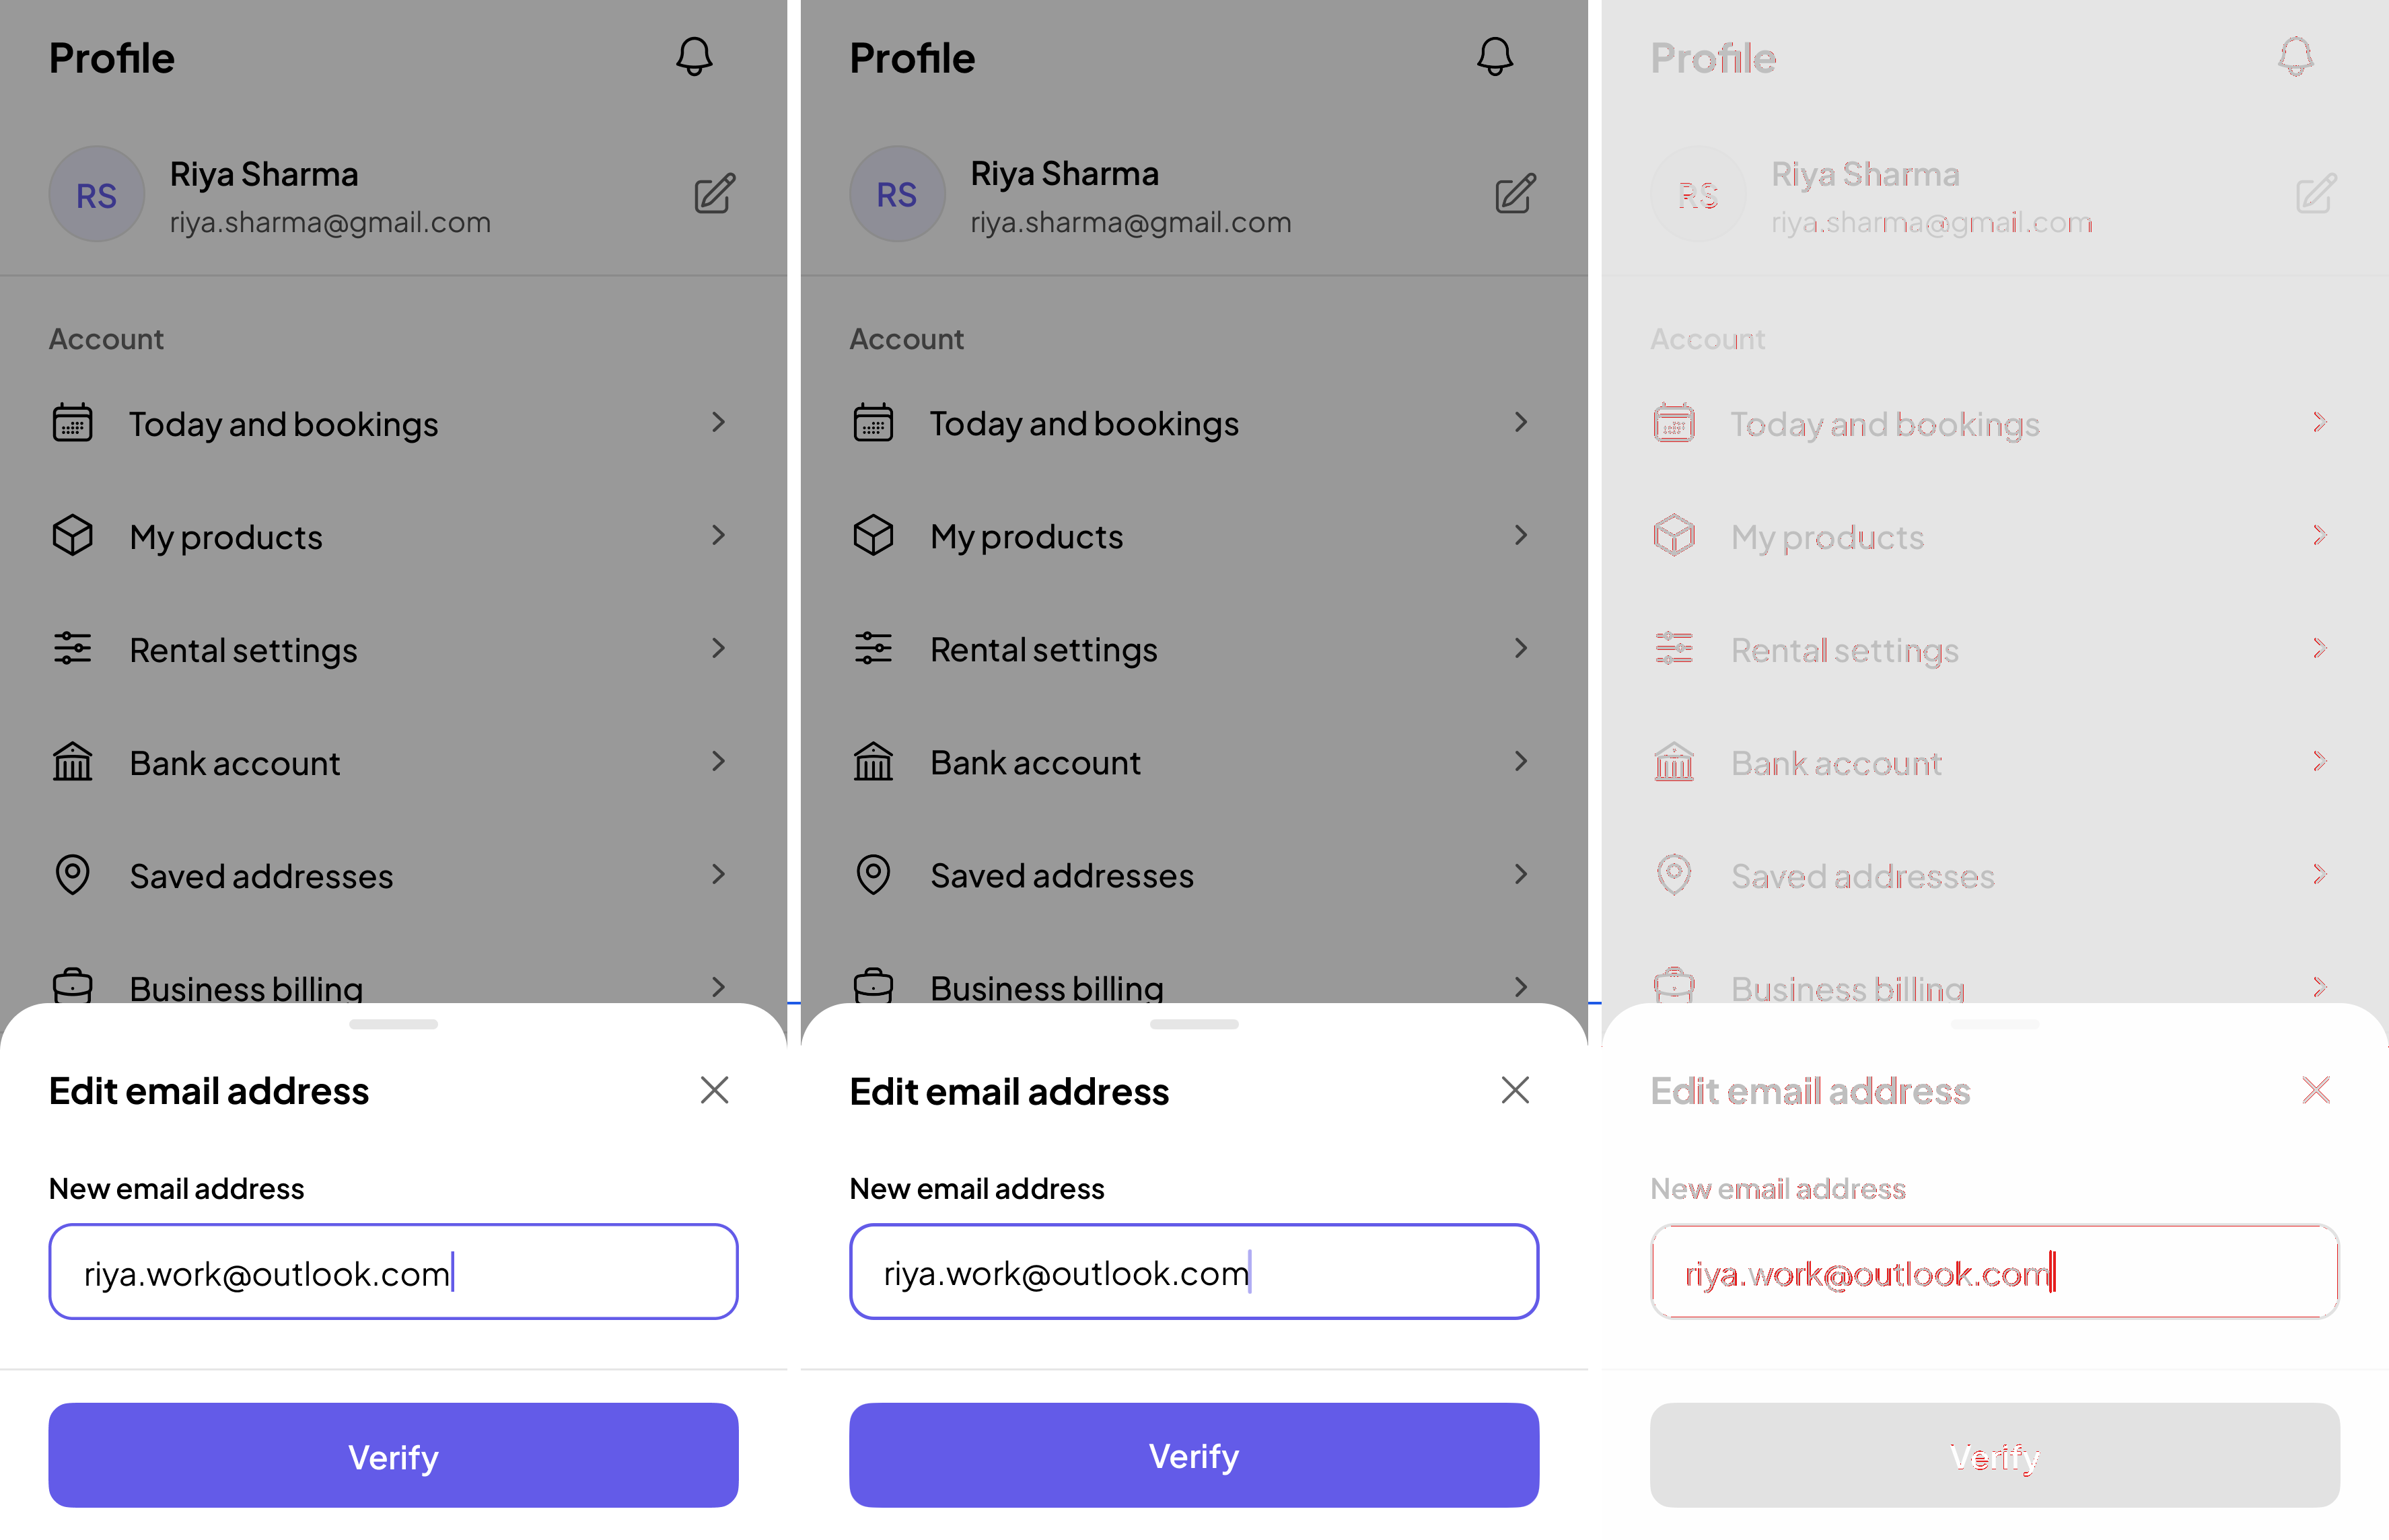 Profile
RS
Riya Sharma
riya.sharma@gmail.com
Account
Today and bookings
My products
Rental settings
Bank account
Saved addresses
Business billing
Edit email address
New email address
riya.work@outlook.com
Verify
Profile
RS
Riya Sharma
riya.sharma@gmail.com
Account
Today and bookings
My products
Rental settings
Bank account
Saved addresses
Business billing
Edit email address
New email address
riya.work@outlook.com
Verify
Profile
RS
Riya Sharma
riya.sharma@gmail.com
Account
Today and bookings
My products
Rental settings
Bank account
Saved addresses
Business billing
Edit email address
New email address
riya.work@outlook.com
Verify